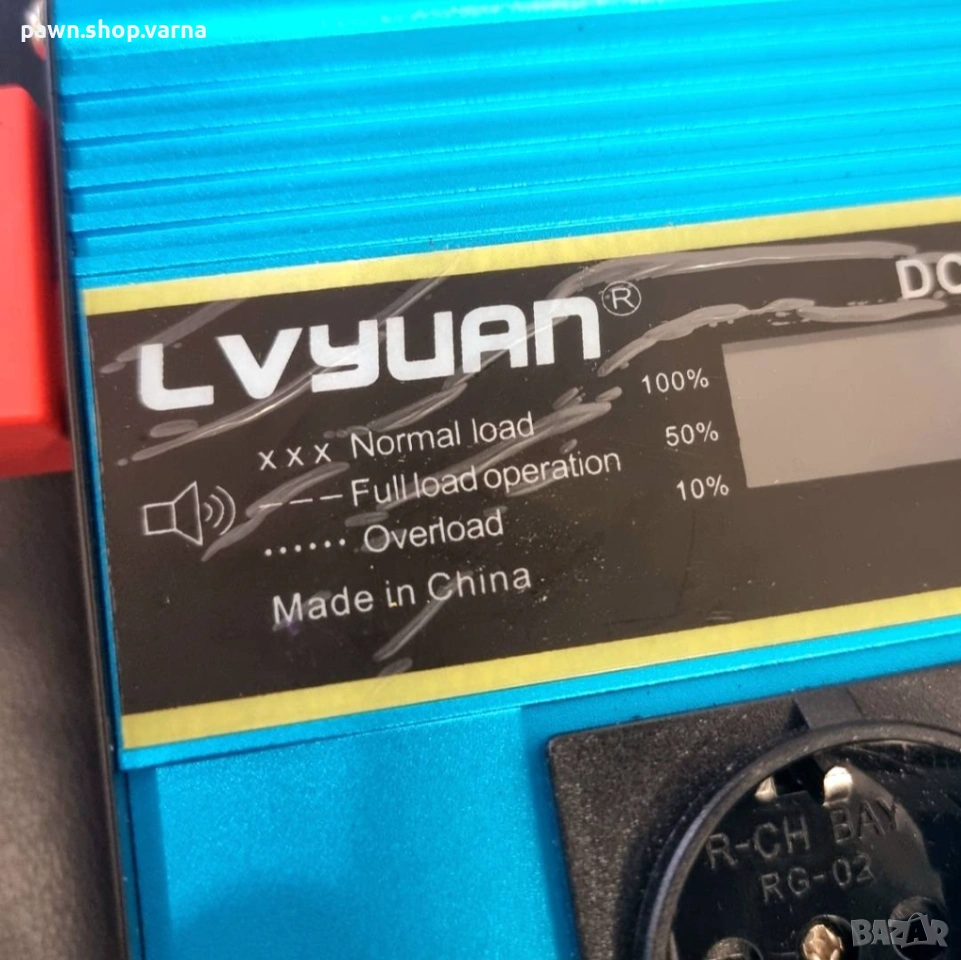 pawn.shop.varna
DC
LVYUAN®
100%
x x x Normal load
50%
--- Full load operation
10%
...... Overload
Made in China
R-CH BAY
RG-02
BAZAR